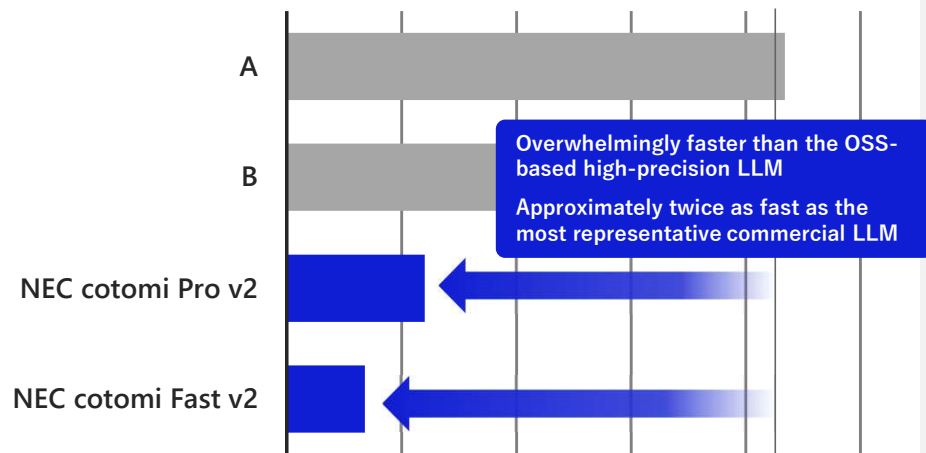 A
B
Overwhelmingly faster than the OSS-
based high-precision LLM
Approximately twice as fast as the
most representative commercial LLM
NEC cotomi Pro v2
NEC cotomi Fast v2